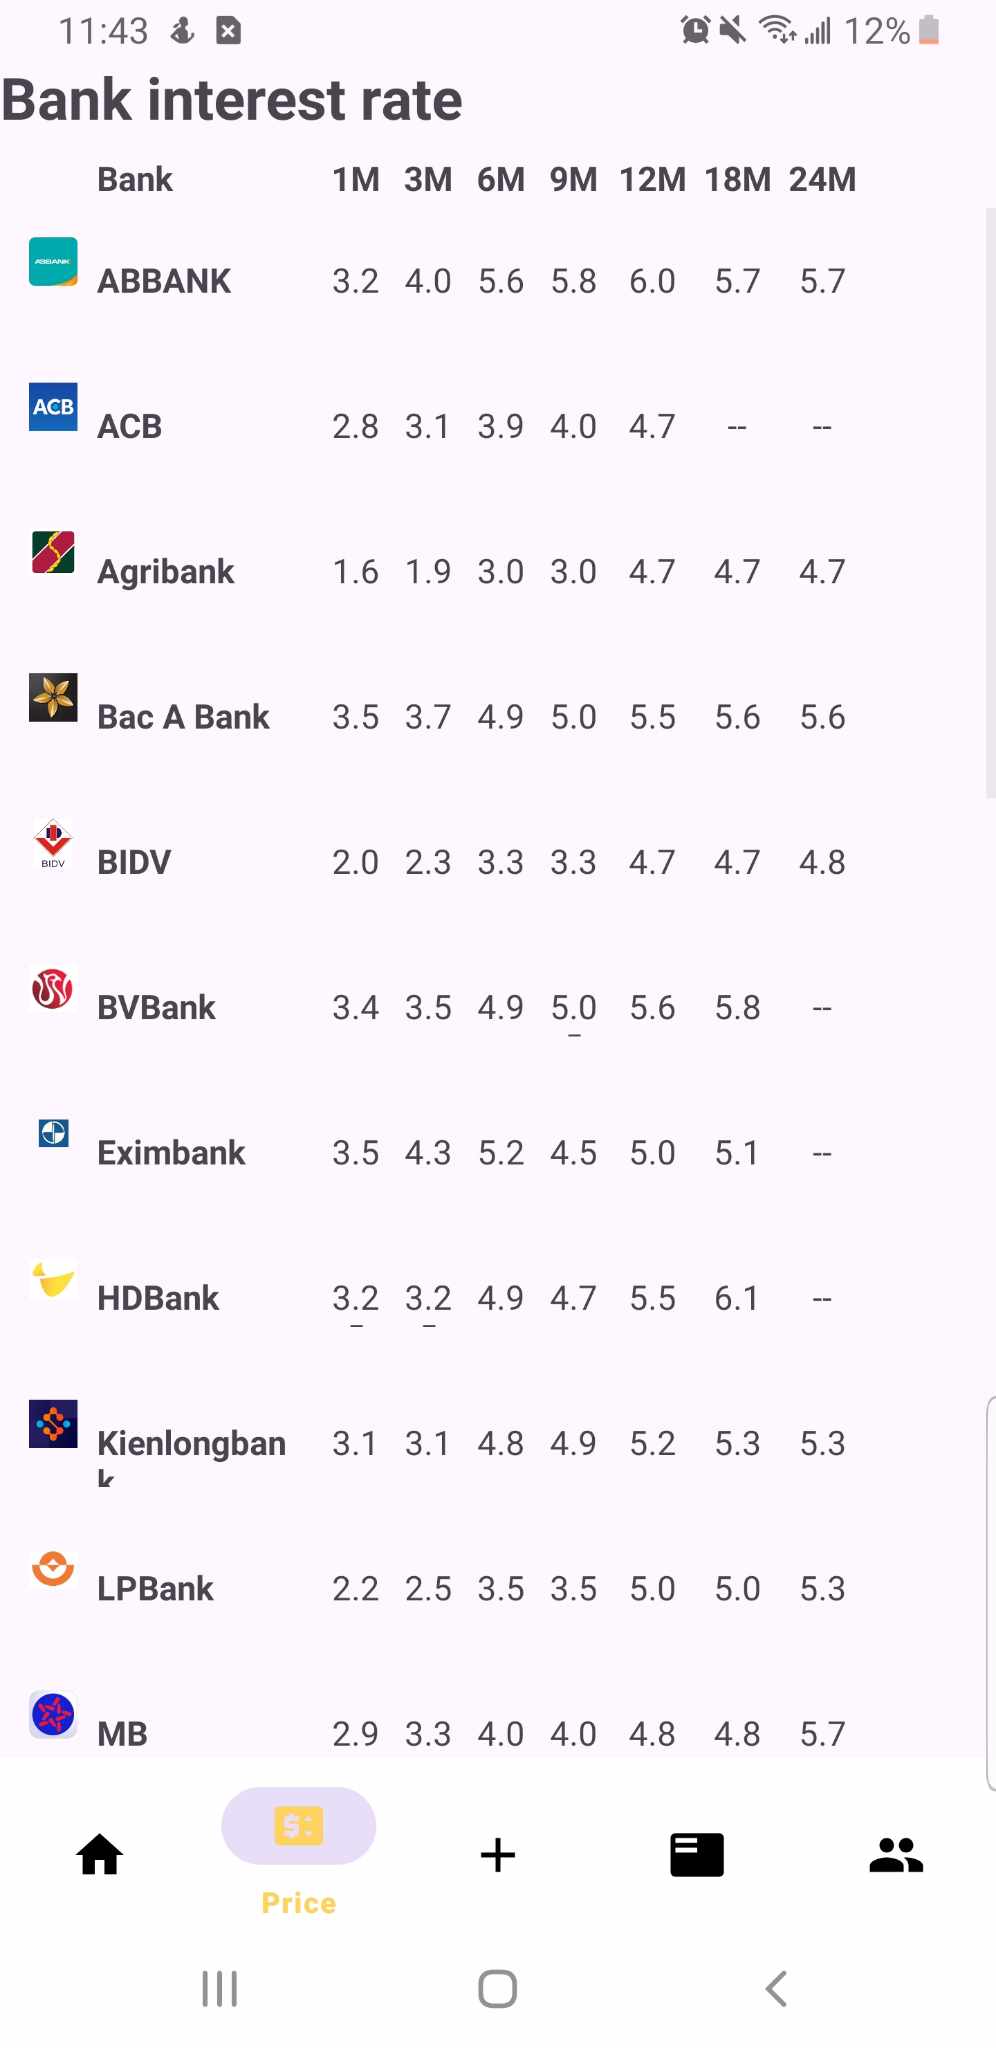 11:43 12%
Bank interest rate
Bank 1M 3M 6M 9M 12M 18M 24M
ABBANK
ABBANK 3.2 4.0 5.6 5.8 6.0 5.7 5.7
ACB
ACB 2.8 3.1 3.9 4.0 4.7 -- --
Agribank 1.6 1.9 3.0 3.0 4.7 4.7 4.7
Bac A Bank 3.5 3.7 4.9 5.0 5.5 5.6 5.6
BIDV
BIDV 2.0 2.3 3.3 3.3 4.7 4.7 4.8
BVBank 3.4 3.5 4.9 5.0 5.6 5.8 --
Eximbank 3.5 4.3 5.2 4.5 5.0 5.1 --
HDBank 3.2 3.2 4.9 4.7 5.5 6.1 --
Kienlongban 3.1 3.1 4.8 4.9 5.2 5.3 5.3
k
LPBank 2.2 2.5 3.5 3.5 5.0 5.0 5.3
MB 2.9 3.3 4.0 4.0 4.8 4.8 5.7
Price